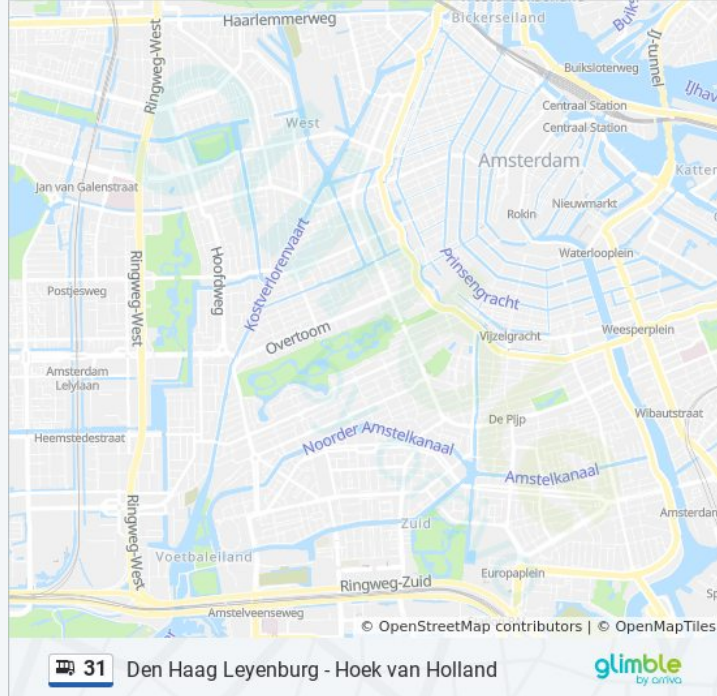 Haarlemmerweg
Bickerseiland
Ringweg-West
IJ-tunnel
Buiksloterweg
Centraal Station
Centraal Station
West
Amsterdam
Jan van Galenstraat
Rokin
Nieuwmarkt
Waterlooplein
Hoofdweg
Kostverlorenvaart
Prinsengracht
Postjesweg
Ringweg-West
Overtoom
Vijzelgracht
Weesperplein
Amsterdam
Lelylaan
De Pijp
Wibautstraat
Heemstedestraat
Noorder Amstelkanaal
Amstelkanaal
Ringweg-West
Zuid
Amsterdam
Voetbaleiland
Europaplein
Ringweg-Zuid
Amstelveenseweg
© OpenStreetMap contributors | © OpenMapTiles
31 Den Haag Leyenburg - Hoek van Holland
glimble
by arriva